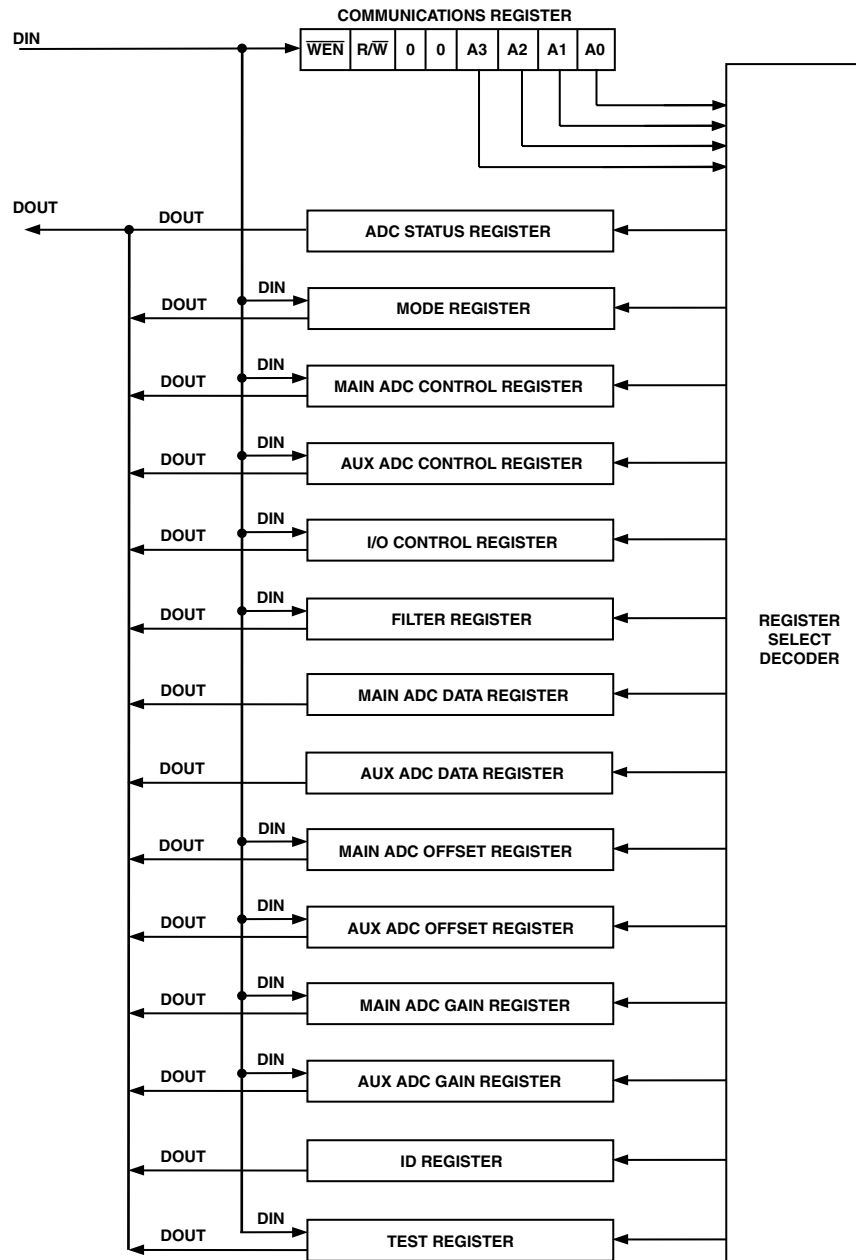 COMMUNICATIONS REGISTER
DIN
W̅E̅N̅ R/W̅ 0 0 A3 A2 A1 A0
DOUT
DOUT
ADC STATUS REGISTER
DIN
DOUT
MODE REGISTER
DIN
DOUT
MAIN ADC CONTROL REGISTER
DIN
DOUT
AUX ADC CONTROL REGISTER
DIN
DOUT
I/O CONTROL REGISTER
DIN
DOUT
FILTER REGISTER
REGISTER
SELECT
DECODER
DOUT
MAIN ADC DATA REGISTER
DOUT
AUX ADC DATA REGISTER
DIN
DOUT
MAIN ADC OFFSET REGISTER
DIN
DOUT
AUX ADC OFFSET REGISTER
DIN
DOUT
MAIN ADC GAIN REGISTER
DIN
DOUT
AUX ADC GAIN REGISTER
DOUT
ID REGISTER
DIN
DOUT
TEST REGISTER